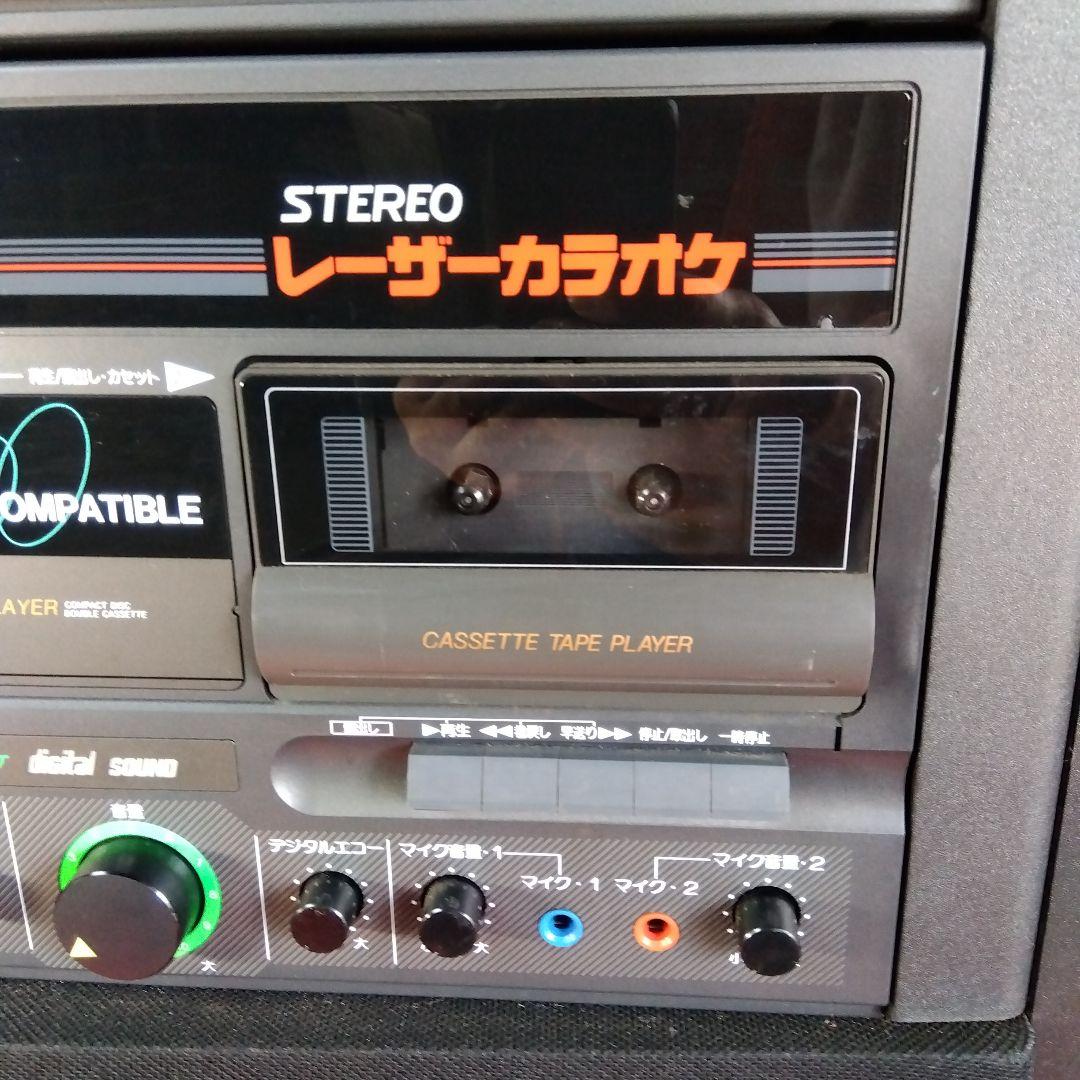 STEREO
レーザーカラオケ
再生/取出し・カセット
OMPATIBLE
LAYER COMPACT DISC
DOUBLE CASSETTE
CASSETTE TAPE PLAYER
頭出し ▶再生 ◀◀巻戻し 早送り▶▶ 停止/取出し 一時停止
digital SOUND
音量
大
デジタルエコー
大
マイク音量・1
大
マイク・1
マイク・2
マイク音量・2
小